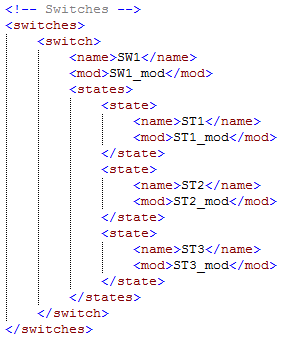 <!-- Switches -->
<switches>
<switch>
<name>SW1</name>
<mod>SW1_mod</mod>
<states>
<state>
<name>ST1</name>
<mod>ST1_mod</mod>
</state>
<state>
<name>ST2</name>
<mod>ST2_mod</mod>
</state>
<state>
<name>ST3</name>
<mod>ST3_mod</mod>
</state>
</states>
</switch>
</switches>